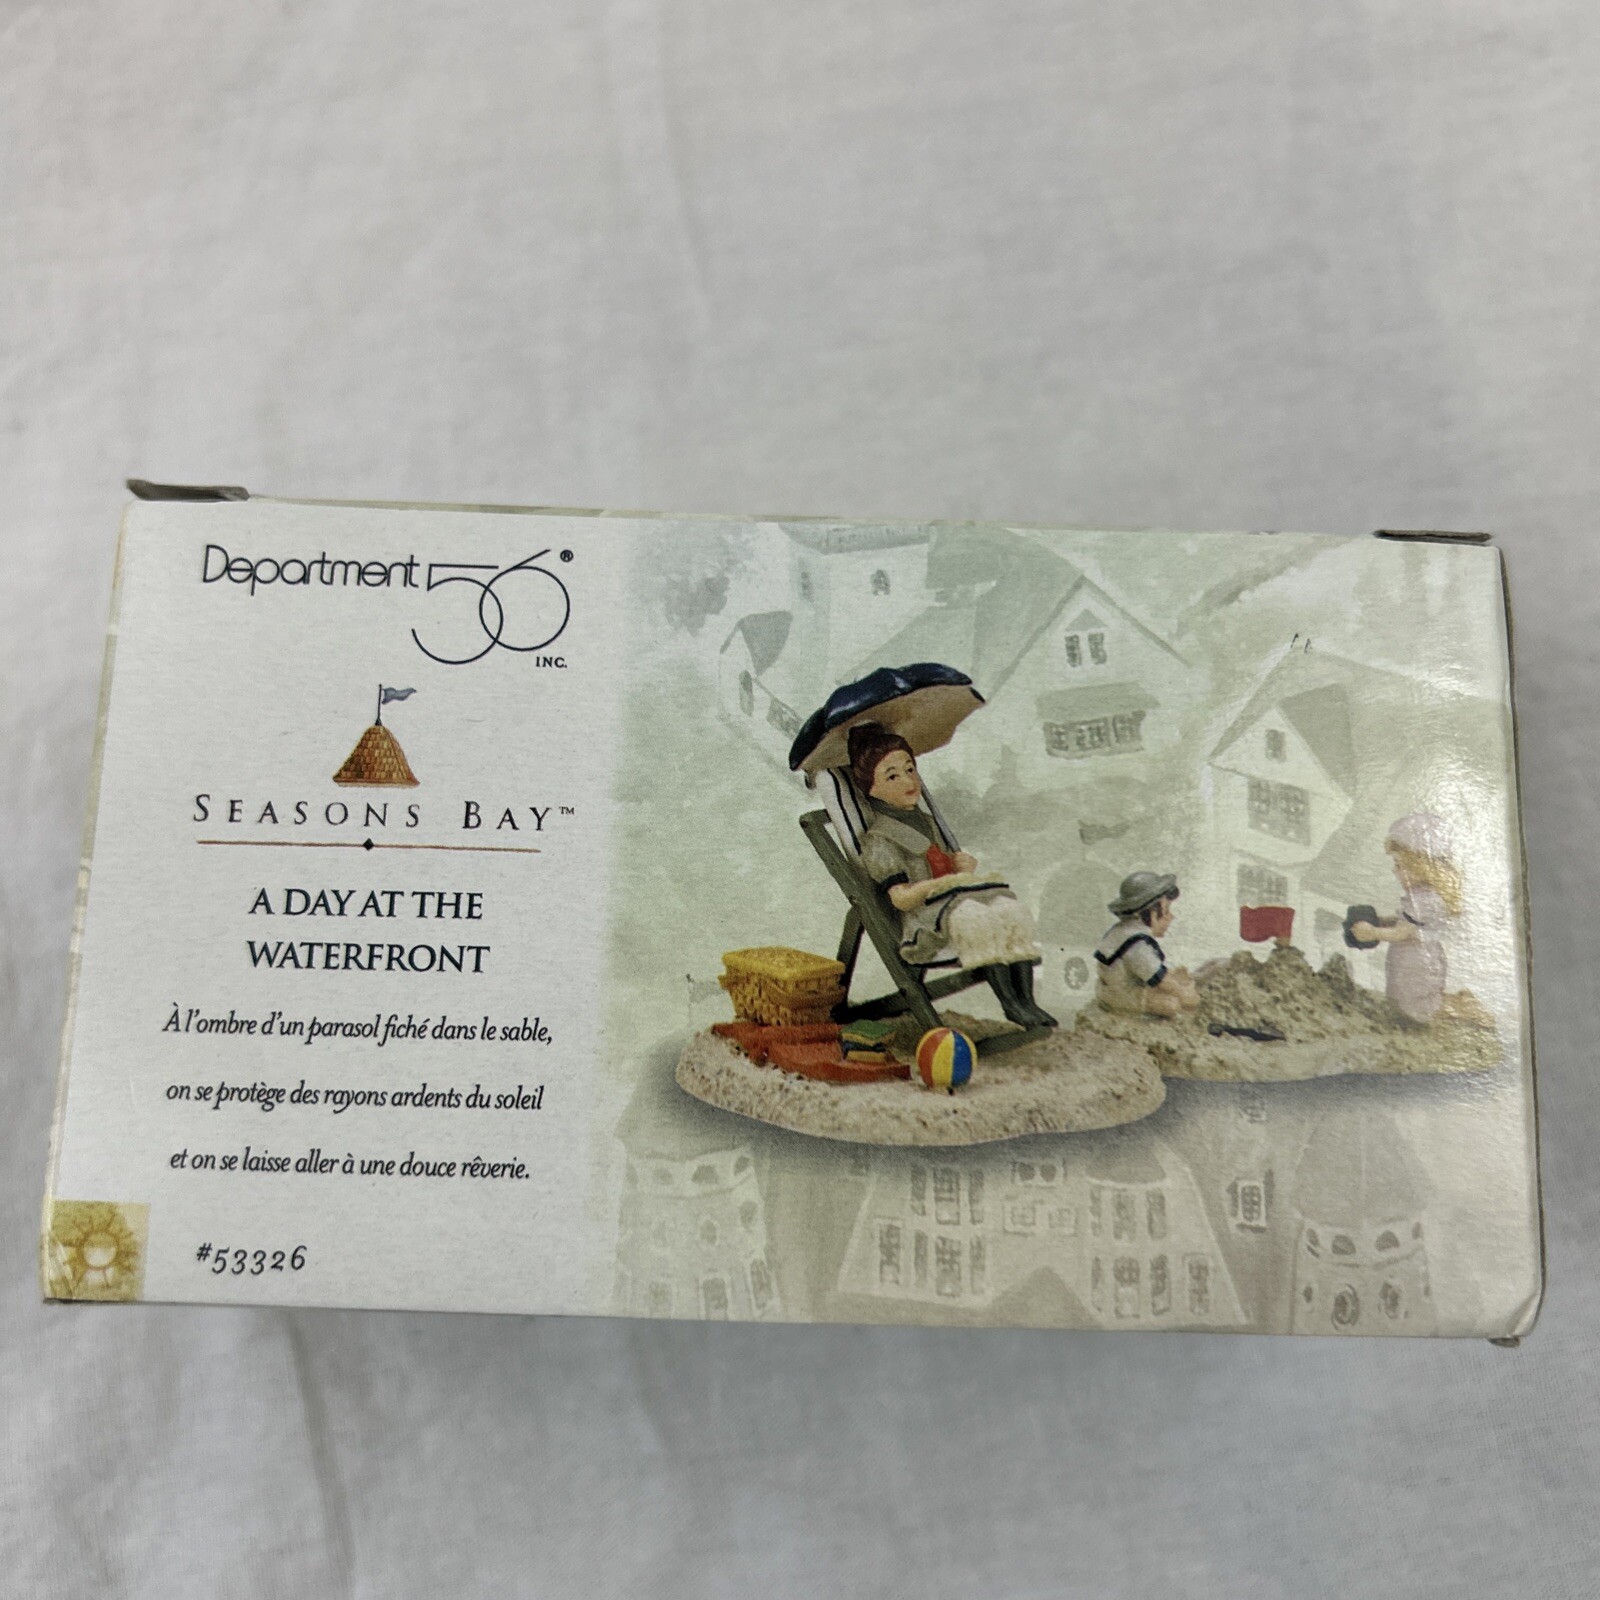 Department 56®
INC.
SEASONS BAY™
A DAY AT THE
WATERFRONT
À l'ombre d'un parasol fiché dans le sable,
on se protège des rayons ardents du soleil
et on se laisse aller à une douce rêverie.
#53326